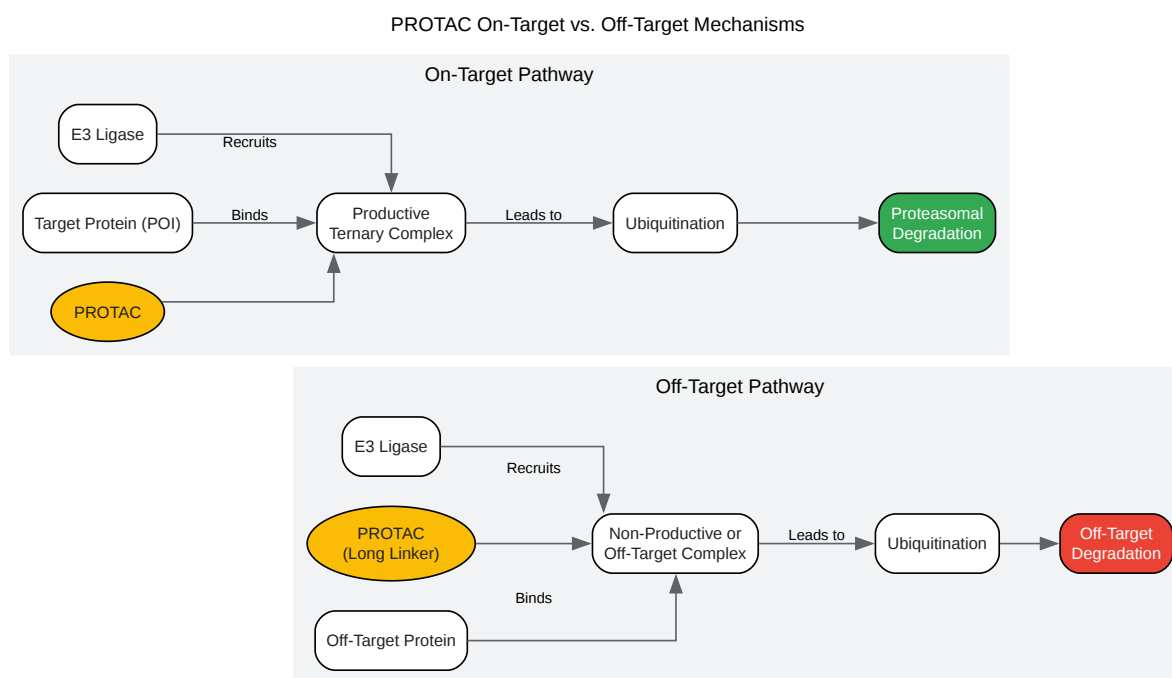 PROTAC On-Target vs. Off-Target Mechanisms
On-Target Pathway
E3 Ligase
Recruits
Target Protein (POI)
Binds
Productive
Ternary Complex
Leads to
Ubiquitination
Proteasomal
Degradation
PROTAC
Off-Target Pathway
E3 Ligase
Recruits
PROTAC
(Long Linker)
Non-Productive or
Off-Target Complex
Leads to
Ubiquitination
Off-Target
Degradation
Binds
Off-Target Protein